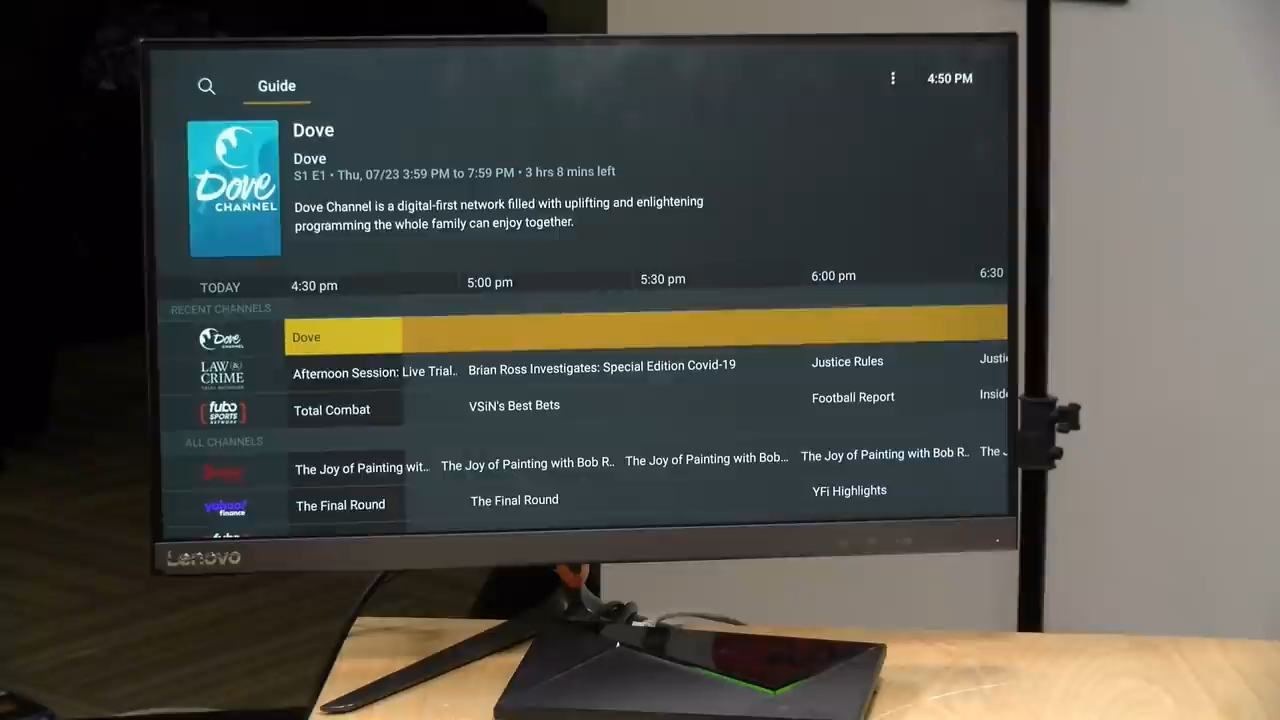 Guide
4:50 PM
Dove
CHANNEL
Dove
Dove
S1 E1 • Thu, 07/23 3:59 PM to 7:59 PM • 3 hrs 8 mins left
Dove Channel is a digital-first network filled with uplifting and enlightening
programming the whole family can enjoy together.
TODAY
4:30 pm
5:00 pm
5:30 pm
6:00 pm
6:30
RECENT CHANNELS
Dove
Dove
LAW & CRIME
Afternoon Session: Live Trial..
Brian Ross Investigates: Special Edition Covid-19
Justice Rules
Justi
fubo SPORTS NETWORK
Total Combat
VSiN's Best Bets
Football Report
Insid
ALL CHANNELS
The Joy of Painting wit...
The Joy of Painting with Bob R..
The Joy of Painting with Bob...
The Joy of Painting with Bob R..
The
yahoo! finance
The Final Round
The Final Round
YFi Highlights
Lenovo